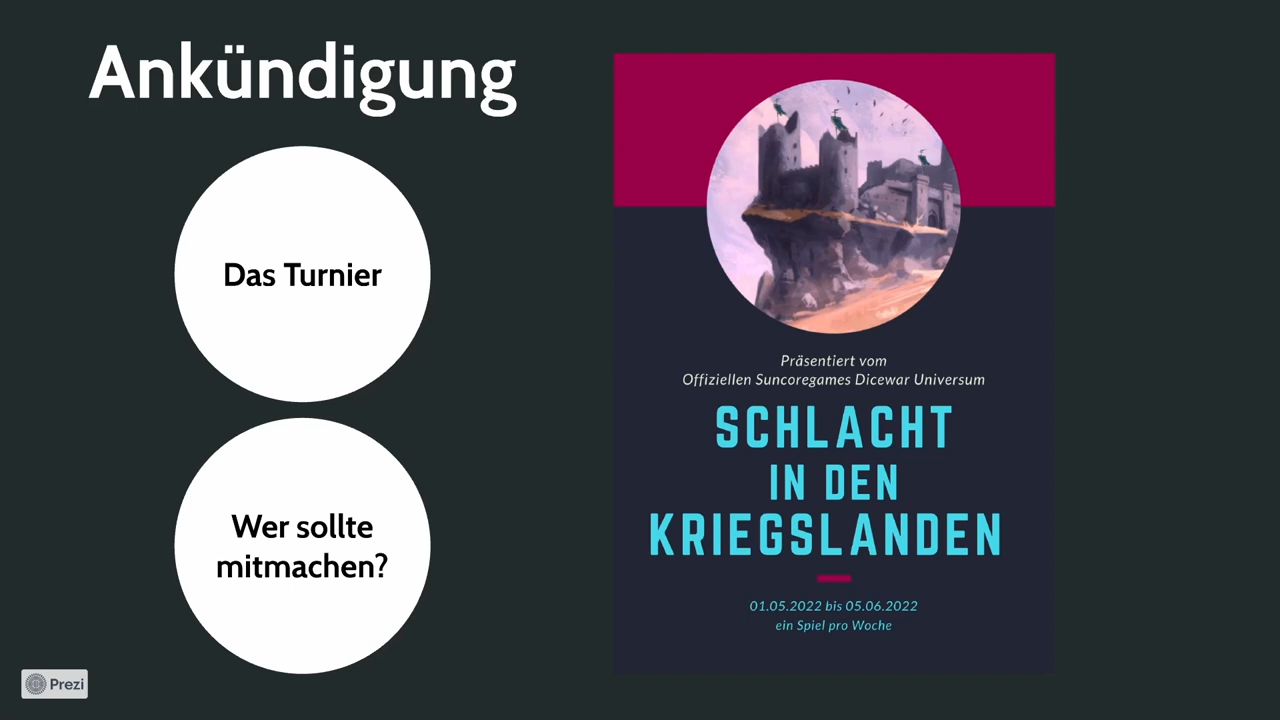 Ankündigung
Das Turnier
Wer sollte
mitmachen?
Präsentiert vom
Offiziellen Suncoregames Dicewar Universum
SCHLACHT
IN DEN
KRIEGSLANDEN
01.05.2022 bis 05.06.2022
ein Spiel pro Woche
Prezi